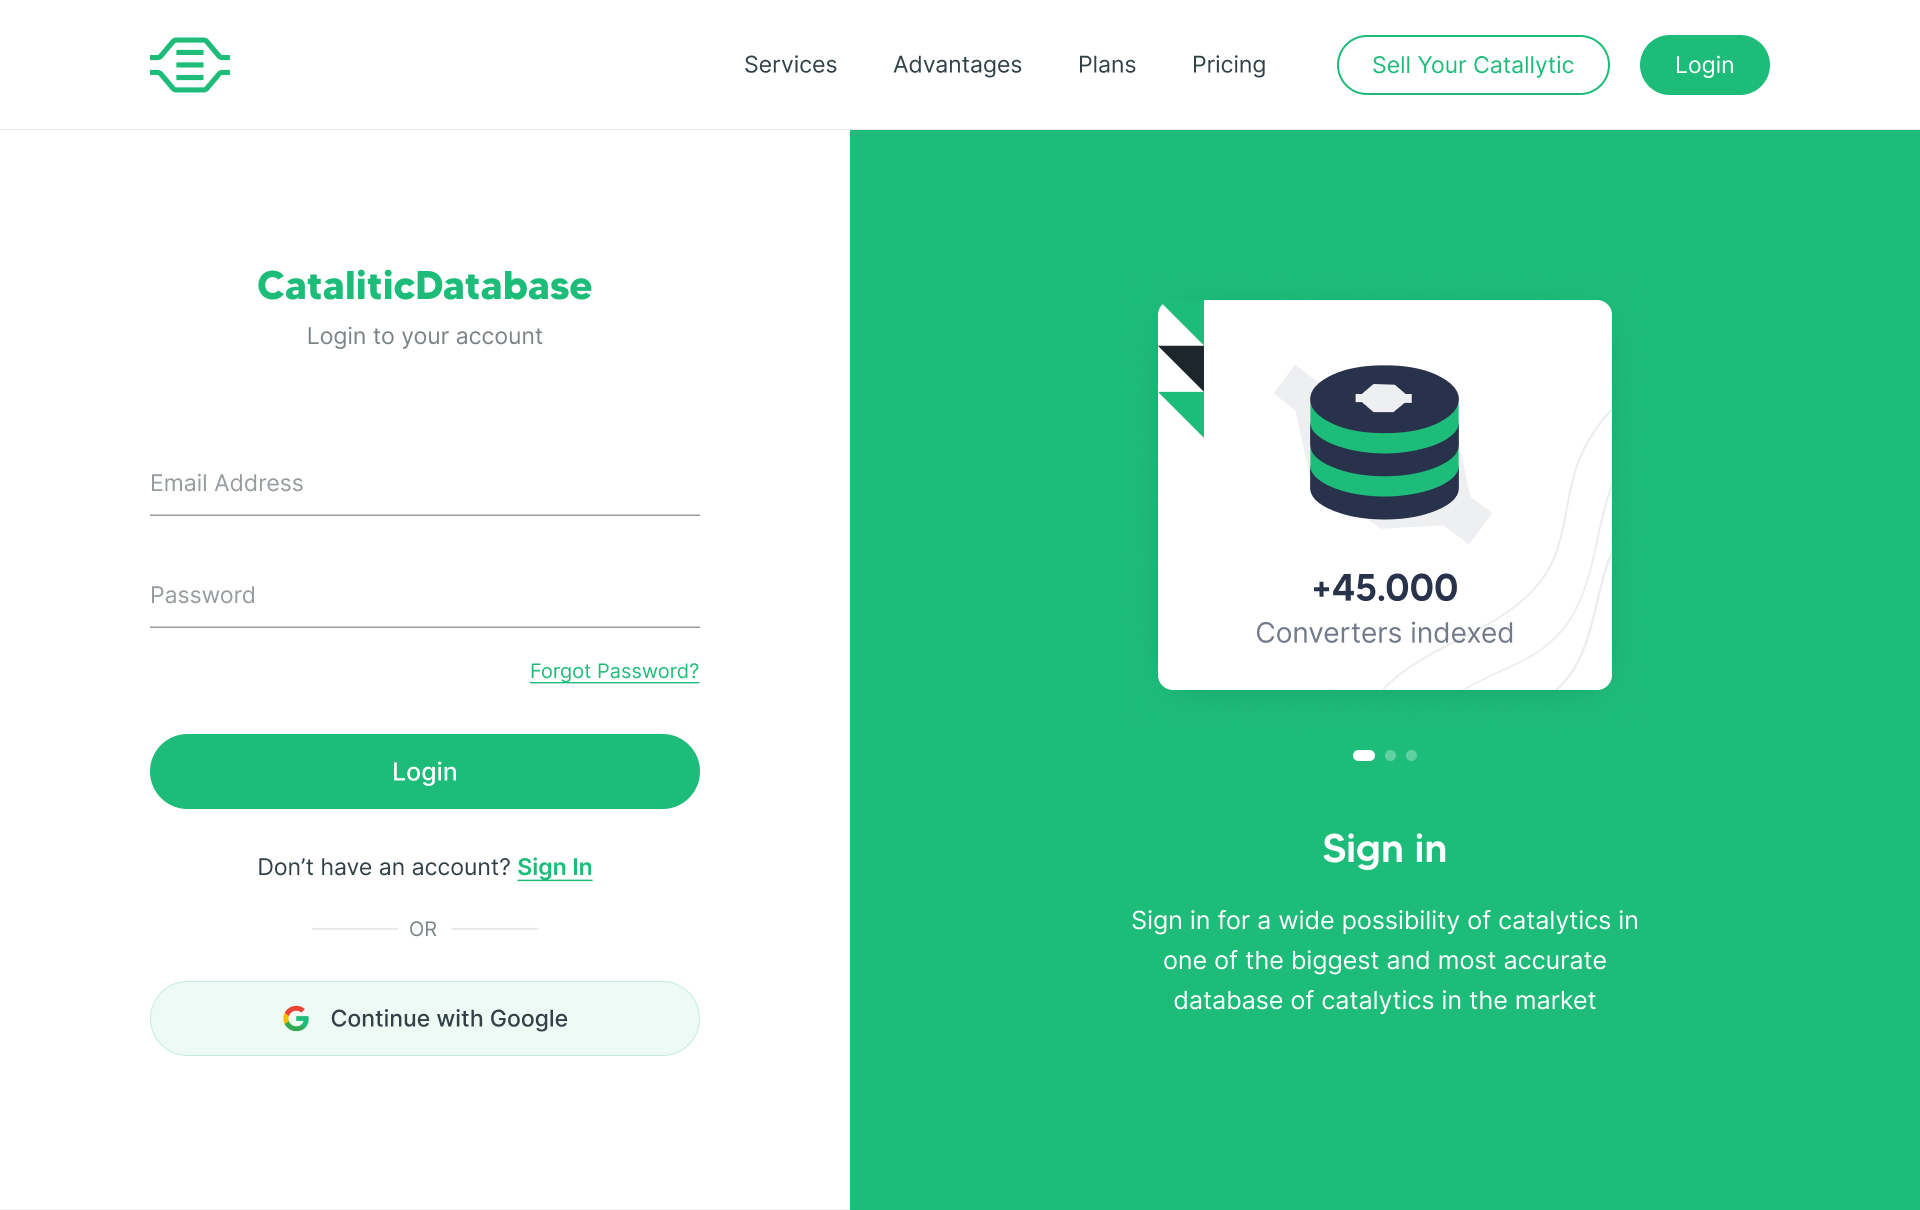 Services
Advantages
Plans
Pricing
Sell Your Catallytic
Login
CataliticDatabase
Login to your account
Email Address
Password
Forgot Password?
Login
Don’t have an account? Sign In
OR
Continue with Google
+45.000
Converters indexed
Sign in
Sign in for a wide possibility of catalytics in
one of the biggest and most accurate
database of catalytics in the market